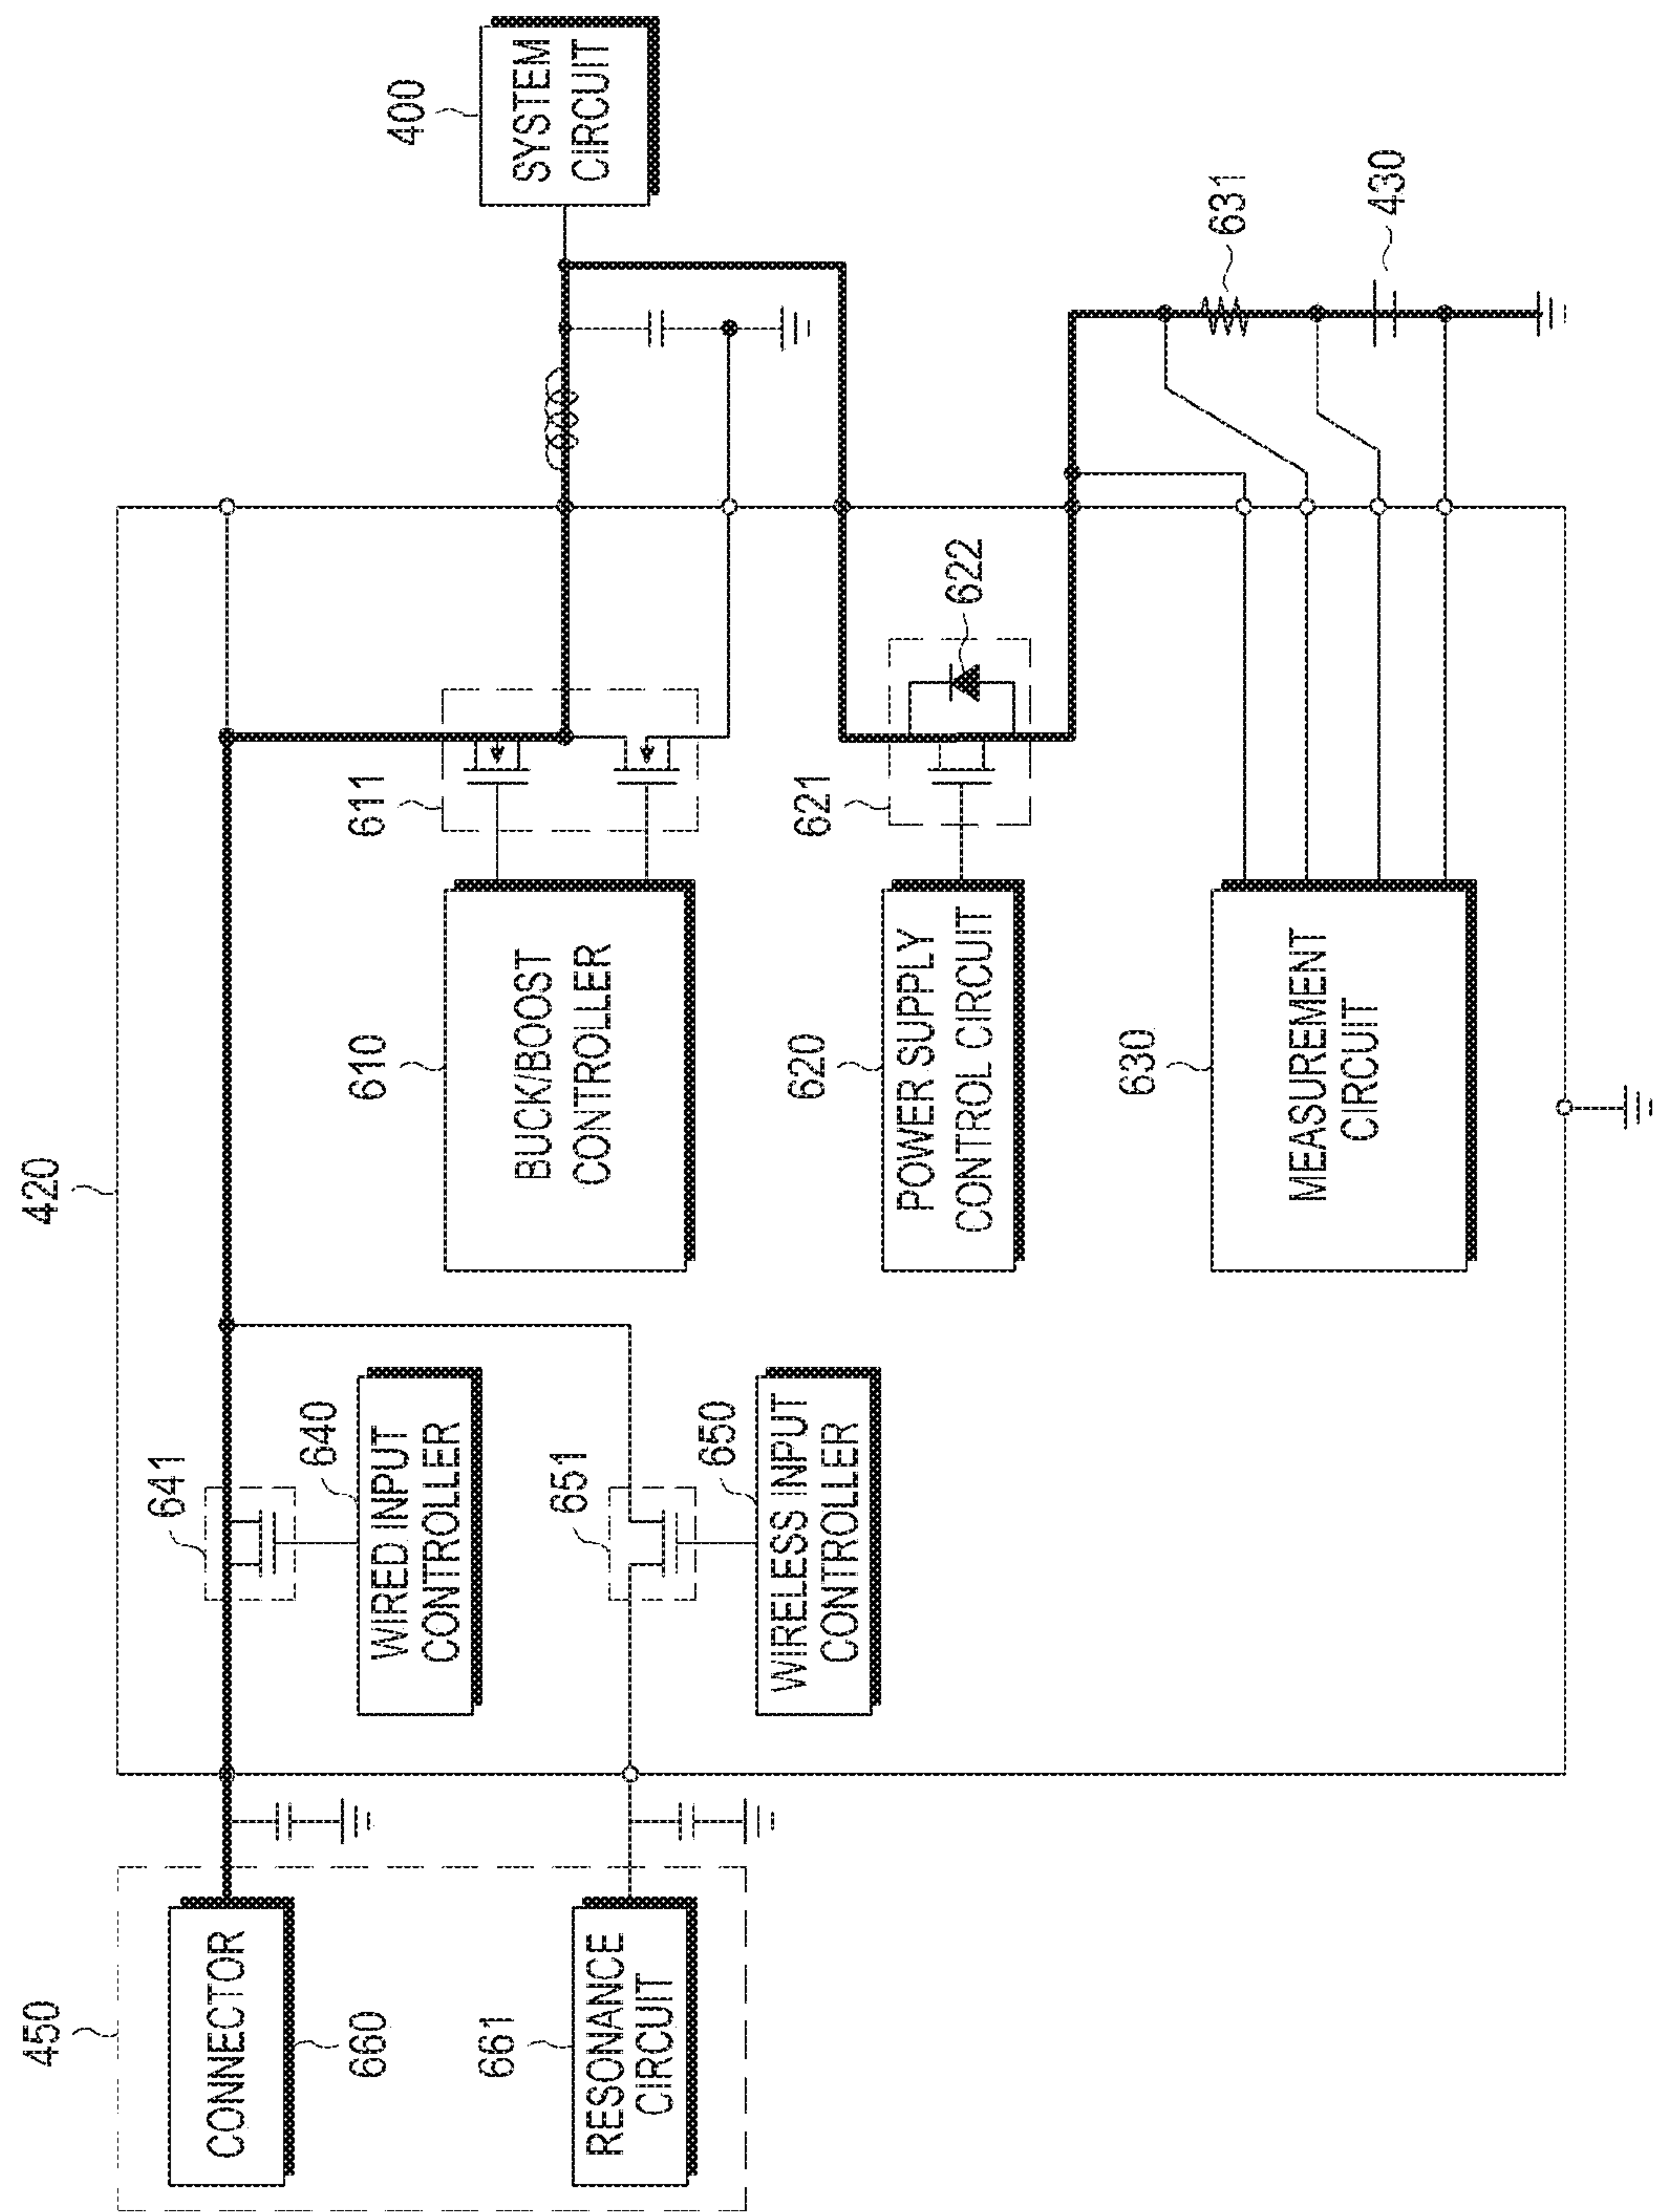 450
CONNECTOR
660
RESONANCE
CIRCUIT
661
420
641
WIRED INPUT
CONTROLLER
640
651
WIRELESS INPUT
CONTROLLER
650
610
BUCK/BOOST
CONTROLLER
611
620
POWER SUPPLY
CONTROL CIRCUIT
621
622
630
MEASUREMENT
CIRCUIT
400
SYSTEM
CIRCUIT
631
430